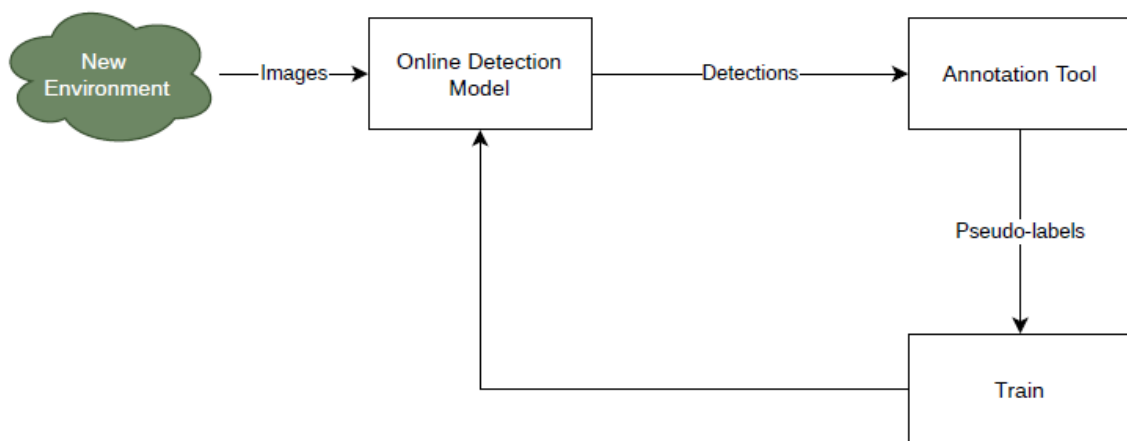 New
Environment
Images
Online Detection
Model
Detections
Annotation Tool
Pseudo-labels
Train